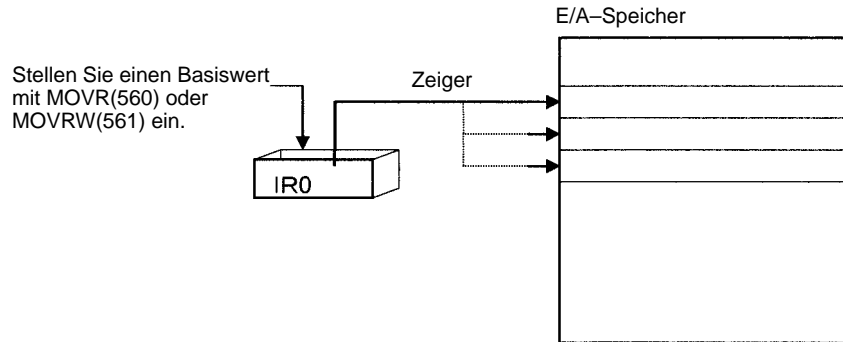 E/A–Speicher
Stellen Sie einen Basiswert
mit MOVR(560) oder
MOVRW(561) ein.
Zeiger
IR0